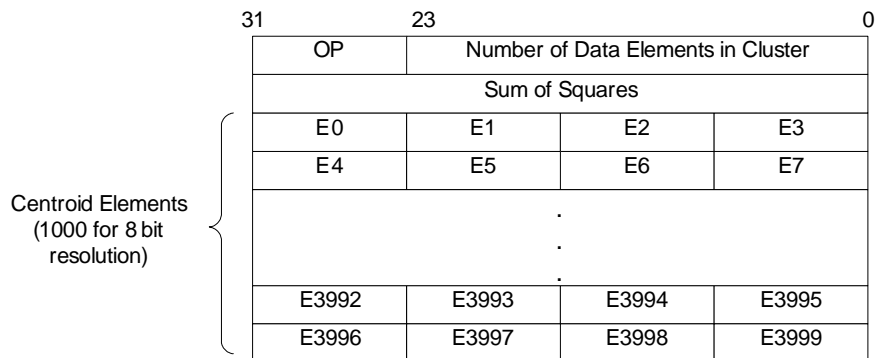 31 23 0
OP Number of Data Elements in Cluster
Sum of Squares
E0 E1 E2 E3
E4 E5 E6 E7
Centroid Elements
(1000 for 8 bit
resolution)
.
.
.
E3992 E3993 E3994 E3995
E3996 E3997 E3998 E3999